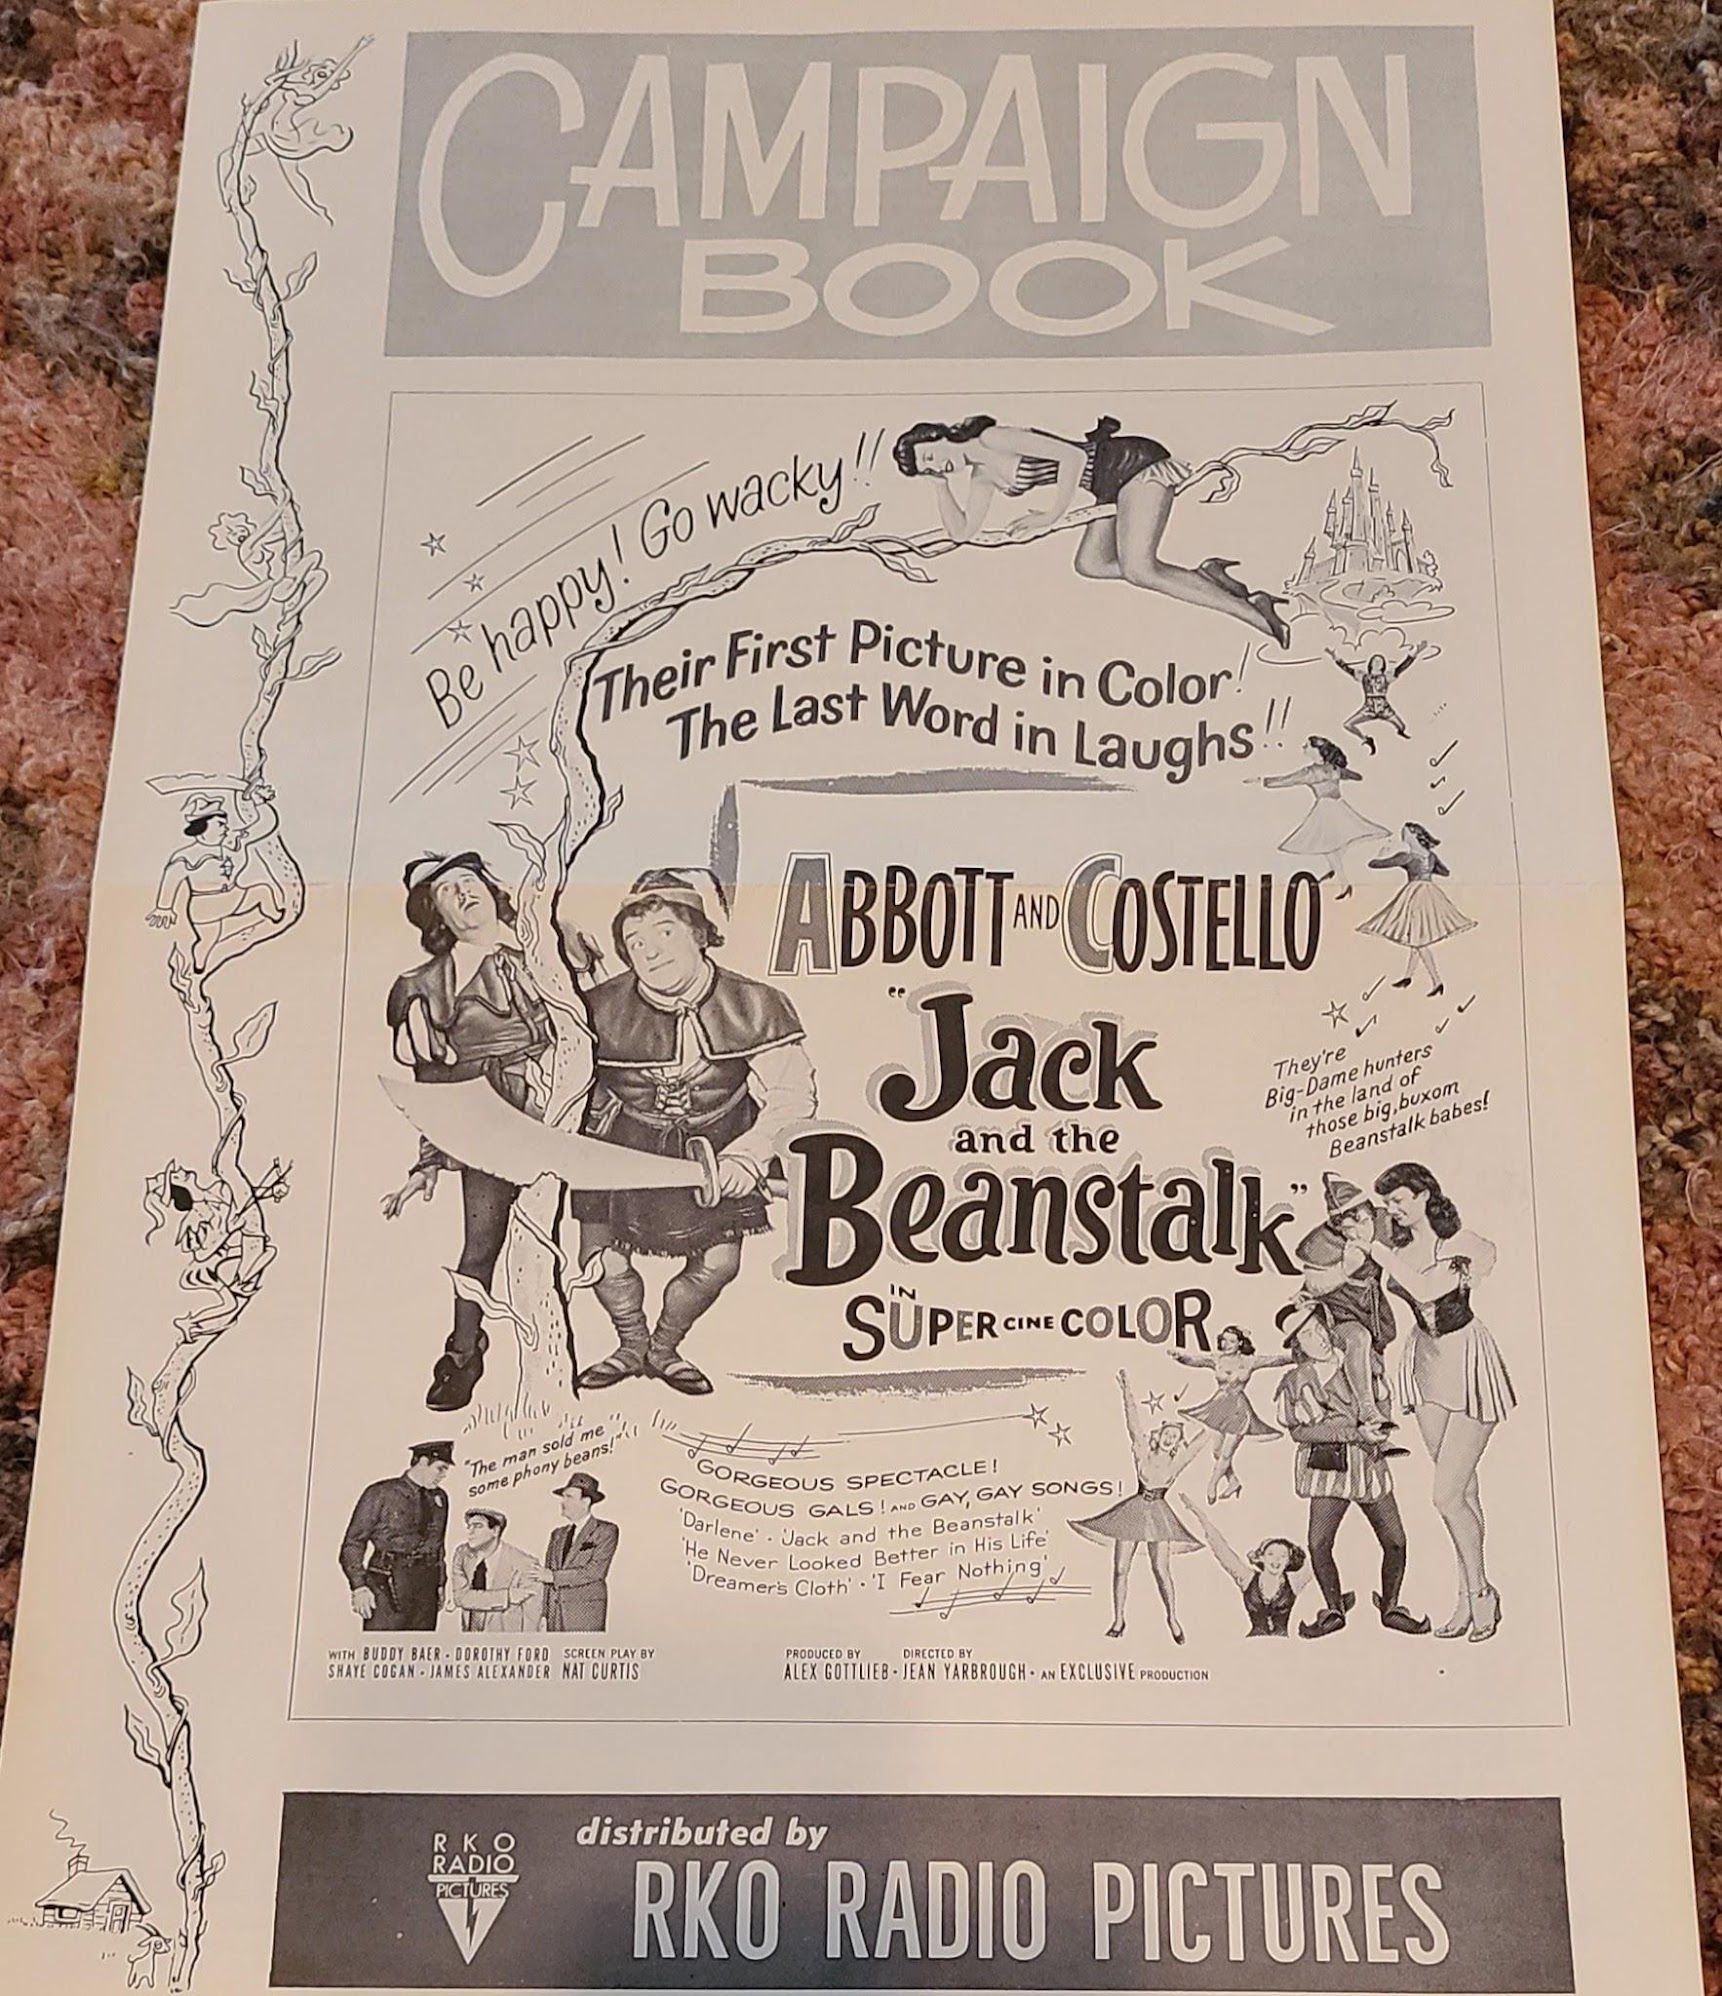 CAMPAIGN
BOOK
Be happy! Go wacky!!
Their First Picture in Color!
The Last Word in Laughs!!
ABBOTT AND COSTELLO
"Jack
and the
Beanstalk"
IN
SUPERCINECOLOR
They're
Big-Dame hunters
in the land of
those big, buxom
Beanstalk babes!
"The man sold me
some phony beans!"
GORGEOUS SPECTACLE!
GORGEOUS GALS! AND GAY, GAY SONGS!
'Darlene' · 'Jack and the Beanstalk'
'He Never Looked Better in His Life'
'Dreamer's Cloth' · 'I Fear Nothing'
WITH BUDDY BAER · DOROTHY FORD
SHAYE COGAN · JAMES ALEXANDER
SCREEN PLAY BY
NAT CURTIS
PRODUCED BY
ALEX GOTTLIEB ·
DIRECTED BY
JEAN YARBROUGH · AN EXCLUSIVE PRODUCTION
RKO
RADIO
PICTURES
distributed by
RKO RADIO PICTURES